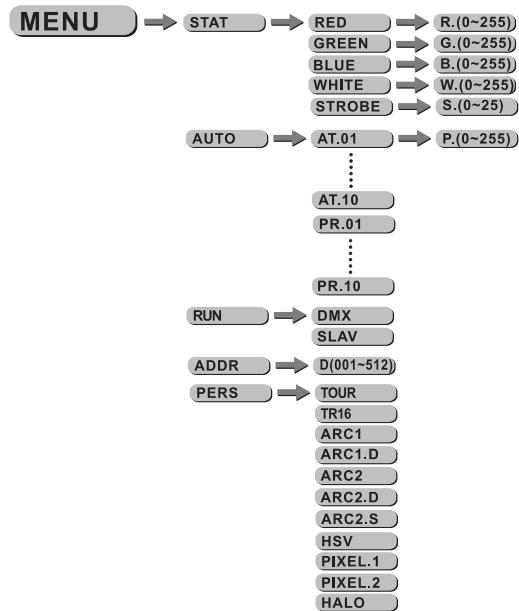 MENU STAT RED R.(0~255)
GREEN G.(0~255)
BLUE B.(0~255)
WHITE W.(0~255)
STROBE S.(0~25)
AUTO AT.01 P.(0~255)
AT.10
PR.01
PR.10
RUN DMX
SLAV
ADDR D(001~512)
PERS TOUR
TR16
ARC1
ARC1.D
ARC2
ARC2.D
ARC2.S
HSV
PIXEL.1
PIXEL.2
HALO